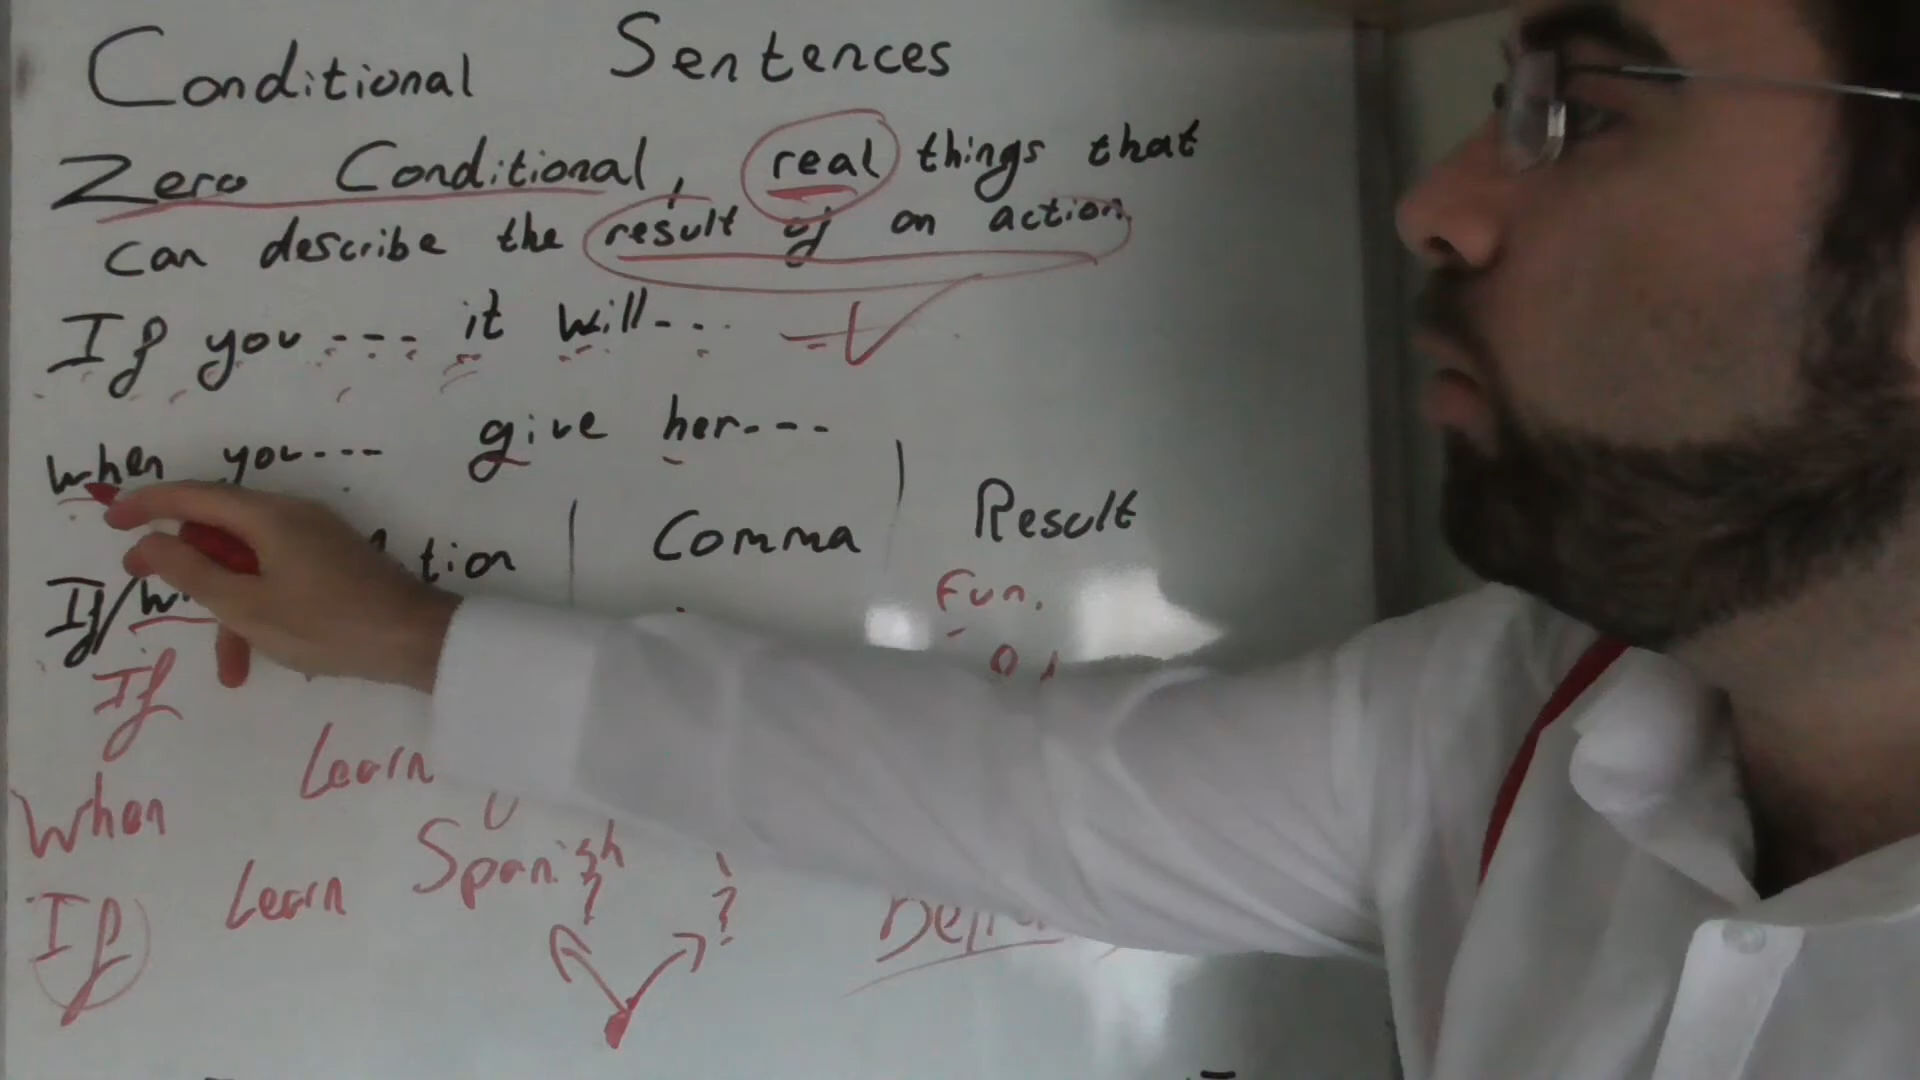 Conditional Sentences
Zero Conditional, real things that
can describe the result of an action
If you --- it will---
When you--- give her---
Comma | Result
If/
Fun.
If
Learn
When
Learn Spanish
If
? ?